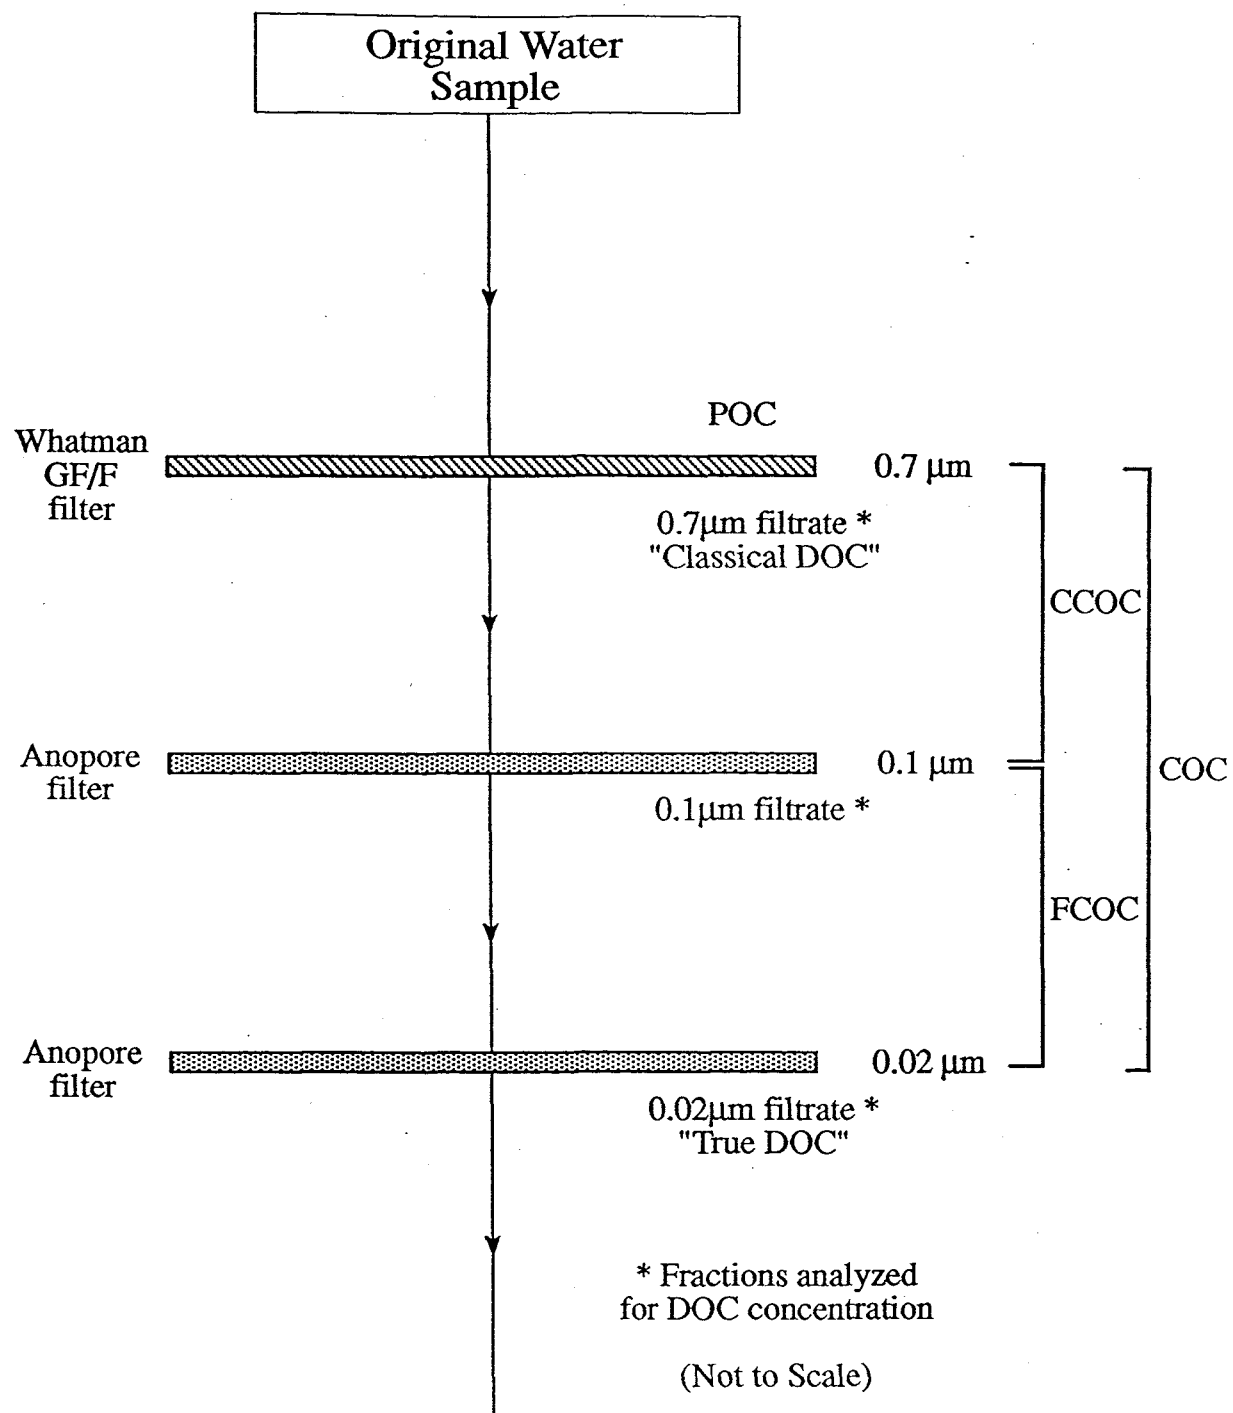 Original Water
Sample
POC
Whatman
GF/F
filter
0.7 µm
0.7µm filtrate *
"Classical DOC"
CCOC
Anopore
filter
0.1 µm
COC
0.1µm filtrate *
FCOC
Anopore
filter
0.02 µm
0.02µm filtrate *
"True DOC"
* Fractions analyzed
for DOC concentration
(Not to Scale)